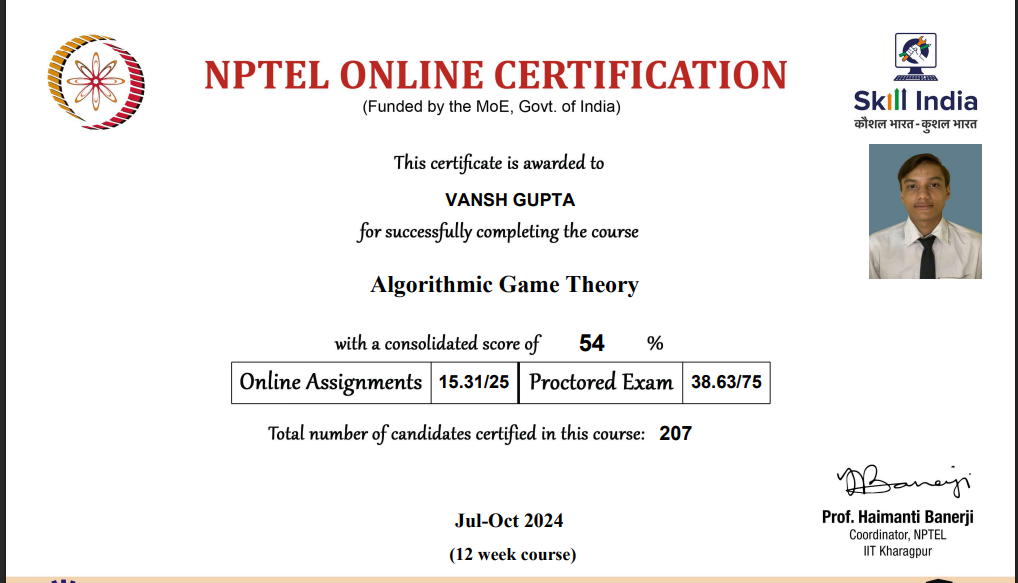 NPTEL ONLINE CERTIFICATION
(Funded by the MoE, Govt. of India)
Skill India
कौशल भारत - कुशल भारत
This certificate is awarded to
VANSH GUPTA
for successfully completing the course
Algorithmic Game Theory
with a consolidated score of 54 %
Online Assignments 15.31/25 Proctored Exam 38.63/75
Total number of candidates certified in this course: 207
Jul-Oct 2024
(12 week course)
Banerji
Prof. Haimanti Banerji
Coordinator, NPTEL
IIT Kharagpur